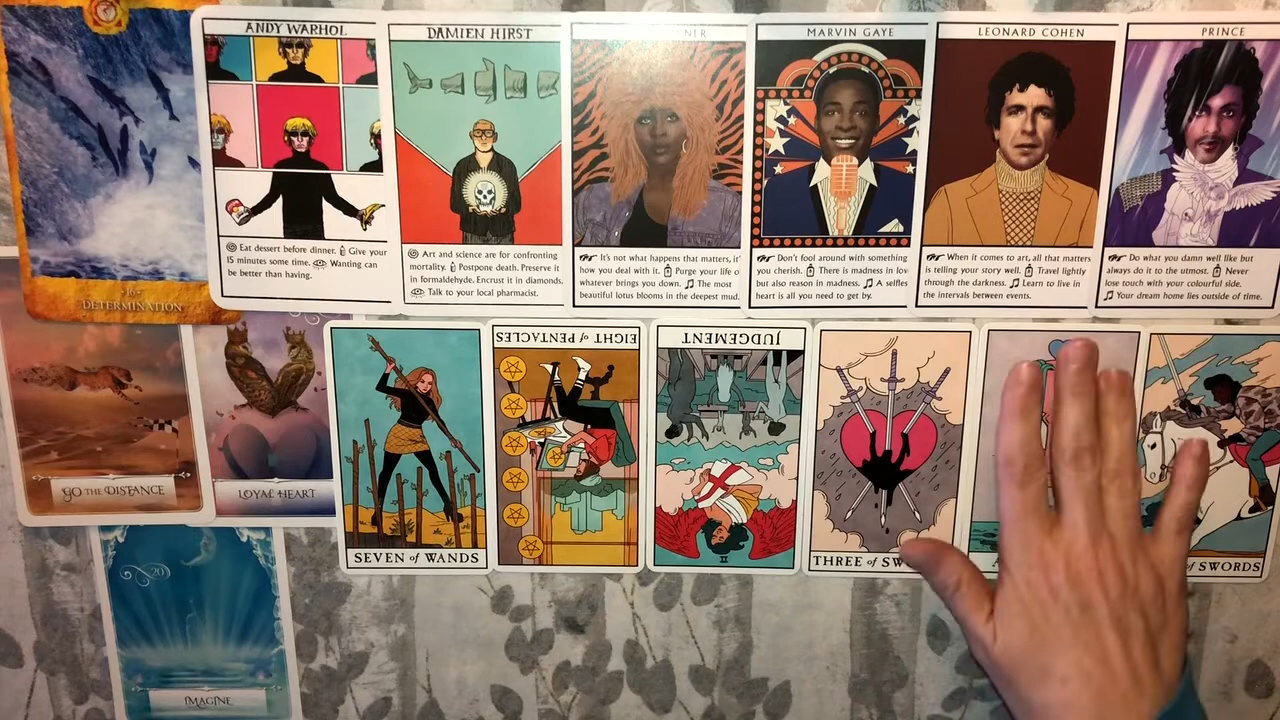 ANDY WARHOL
Eat dessert before dinner. Give your
15 minutes some time. Wanting can
be better than having.
DAMIEN HIRST
Art and science are for confronting
mortality. Postpone death. Preserve it
in formaldehyde. Encrust it in diamonds.
Talk to your local pharmacist.
It's not what happens that matters, it'
how you deal with it. Purge your life o
whatever brings you down. The most
beautiful lotus blooms in the deepest mud.
MARVIN GAYE
Don't fool around with something
you cherish. There is madness in lov
but also reason in madness. A selfles
heart is all you need to get by.
LEONARD COHEN
When it comes to art, all that matters
is telling your story well. Travel lightly
through the darkness. Learn to live in
the intervals between events.
PRINCE
Do what you damn well like but
always do it to the utmost. Never
lose touch with your colourful side.
Your dream home lies outside of time.
16
DETERMINATION
GO THE DISTANCE
LOYAL HEART
SEVEN of WANDS
EIGHT of PENTACLES
JUDGEMENT
THREE of SW
of SWORDS
20
IMAGINE